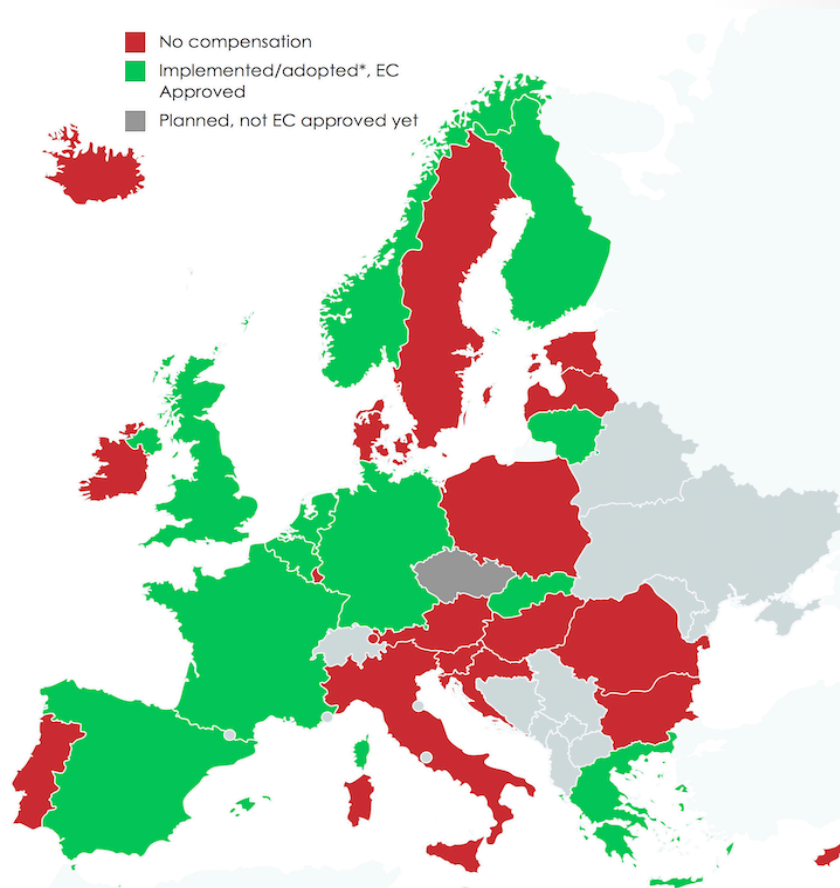 No compensation
Implemented/adopted*, EC
Approved
Planned, not EC approved yet